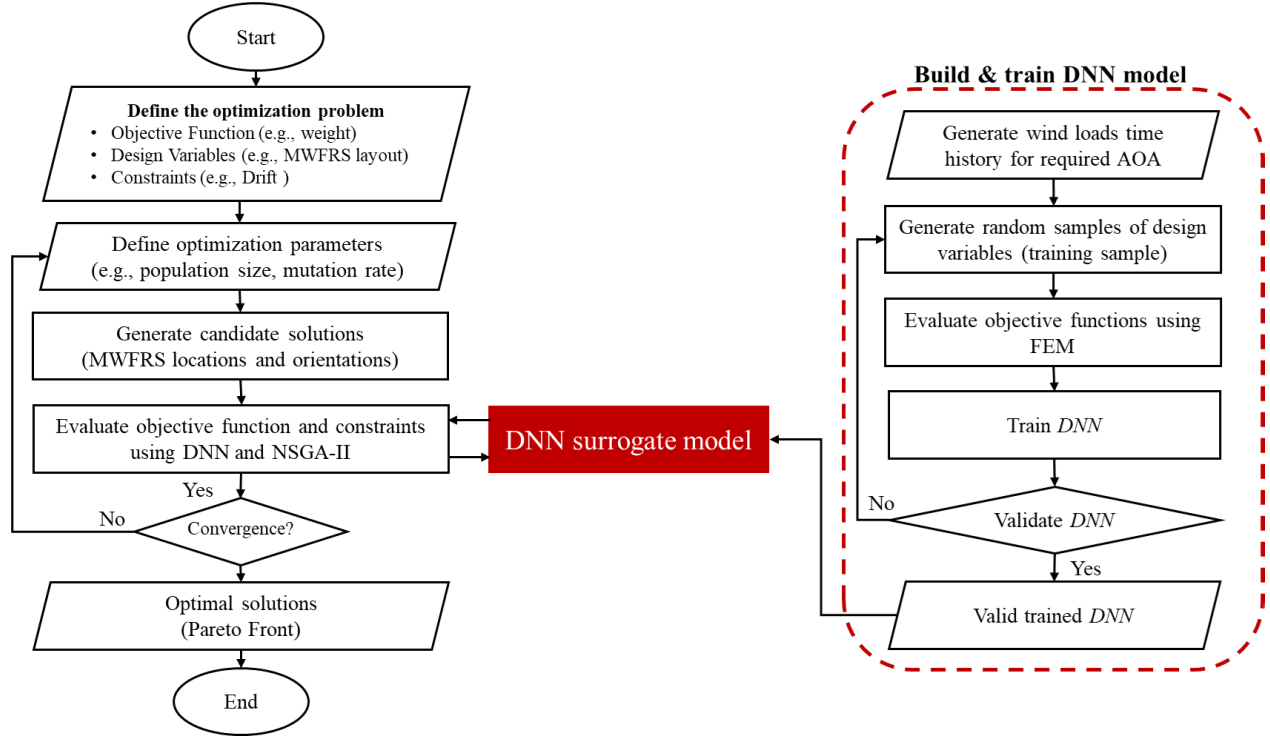 Start
Define the optimization problem
• Objective Function (e.g., weight)
• Design Variables (e.g., MWFRS layout)
• Constraints (e.g., Drift )
Define optimization parameters
(e.g., population size, mutation rate)
Generate candidate solutions
(MWFRS locations and orientations)
Evaluate objective function and constraints
using DNN and NSGA-II
Yes
No
Convergence?
Optimal solutions
(Pareto Front)
End
DNN surrogate model
Build & train DNN model
Generate wind loads time
history for required AOA
Generate random samples of design
variables (training sample)
Evaluate objective functions using
FEM
Train DNN
No
Validate DNN
Yes
Valid trained DNN